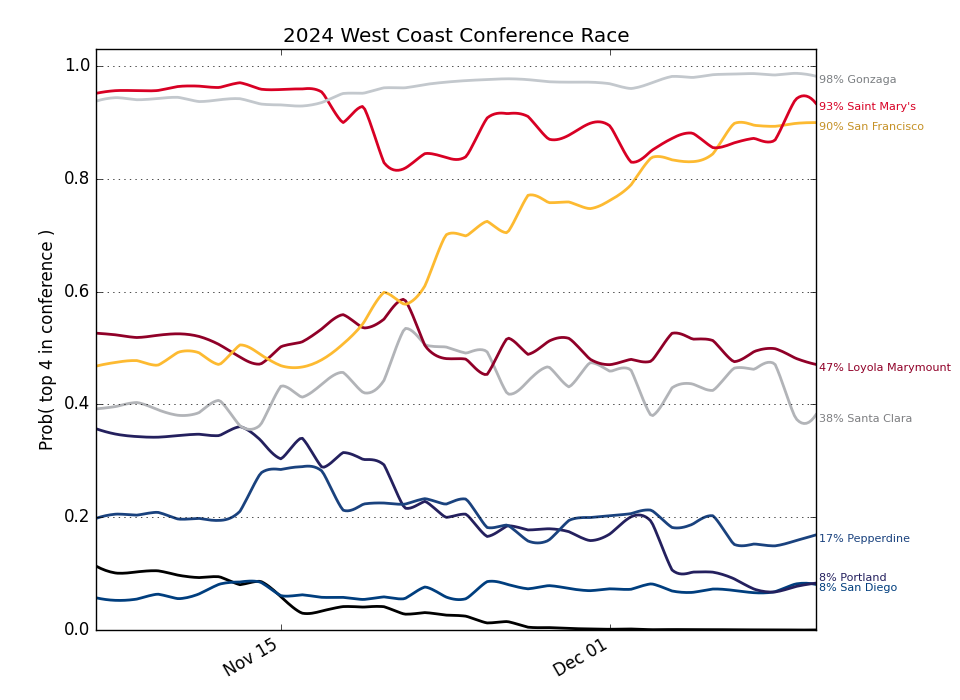 2024 West Coast Conference Race
Prob( top 4 in conference )
1.0
0.8
0.6
0.4
0.2
0.0
Nov 15
Dec 01
98% Gonzaga
93% Saint Mary's
90% San Francisco
47% Loyola Marymount
38% Santa Clara
17% Pepperdine
8% Portland
8% San Diego